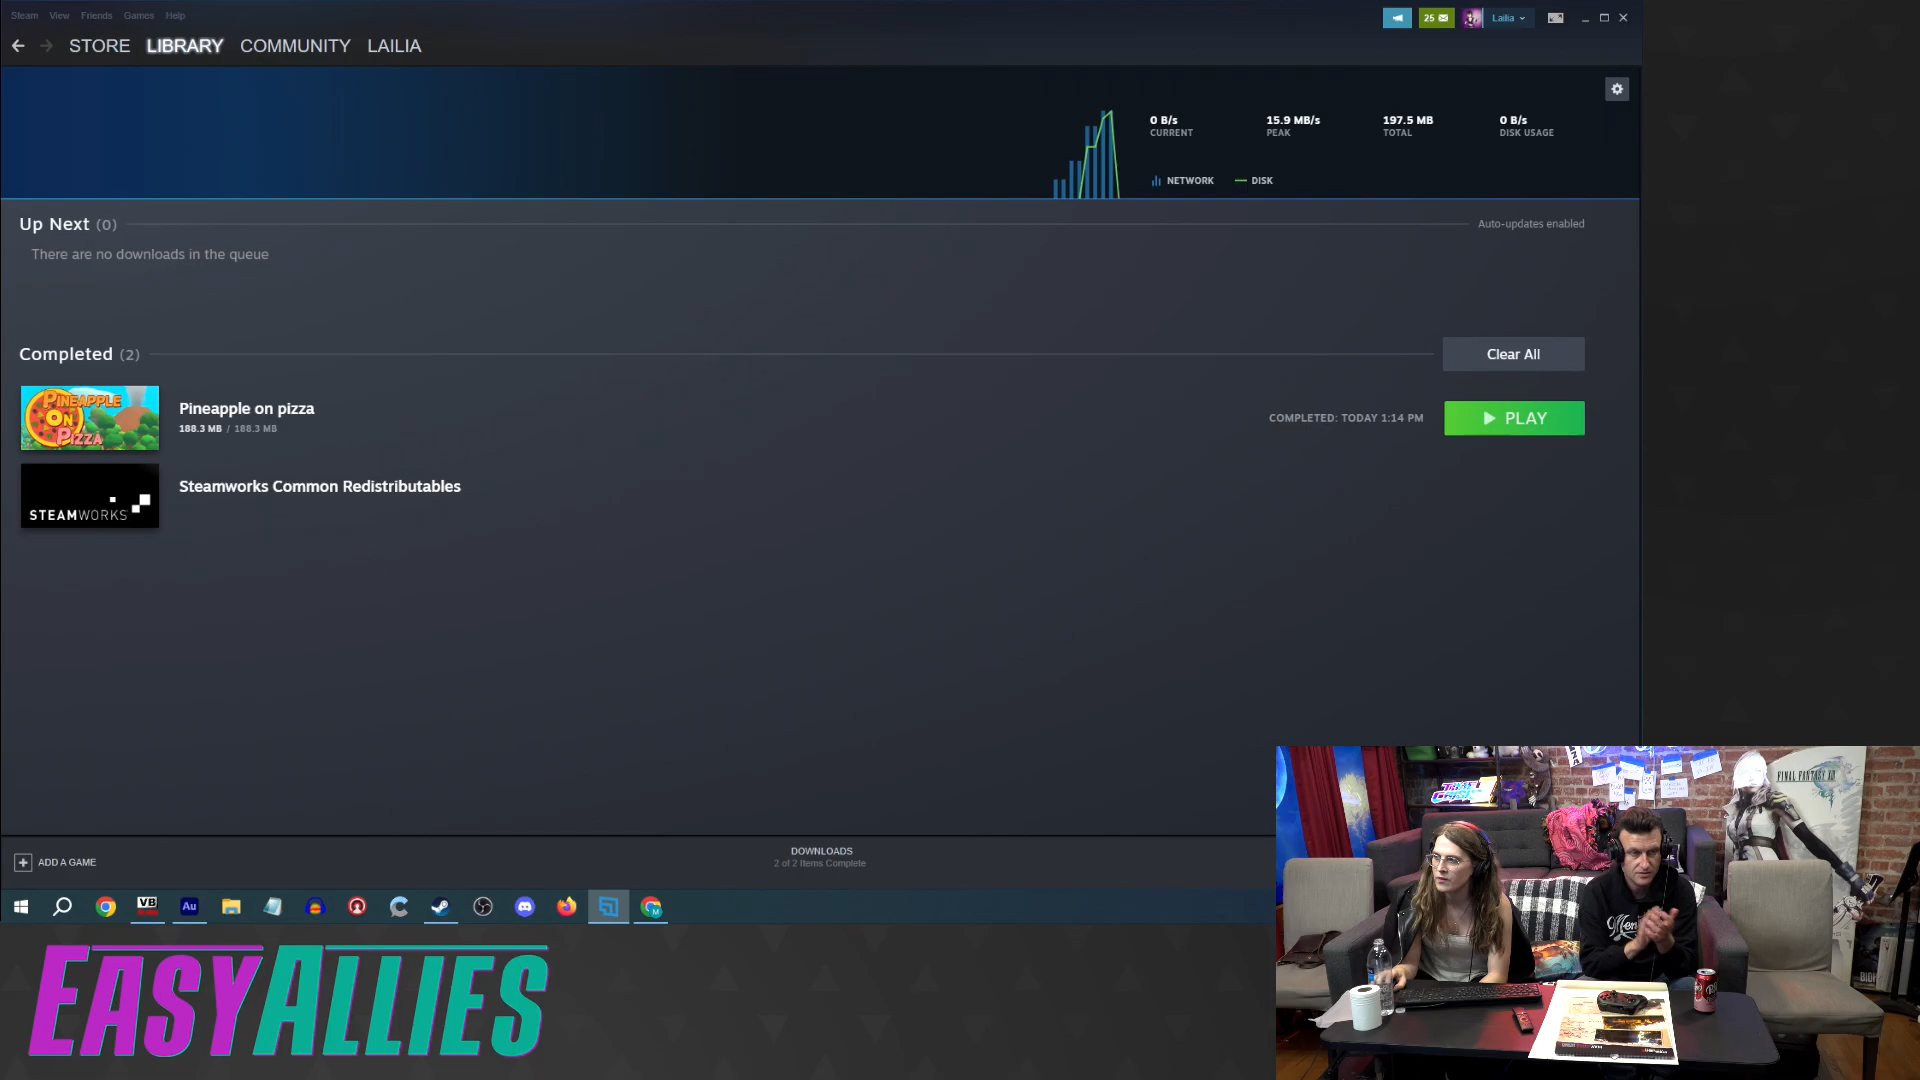 Steam View Friends Games Help
25
Lailia
STORE LIBRARY COMMUNITY LAILIA
0 B/s
CURRENT
15.9 MB/s
PEAK
197.5 MB
TOTAL
0 B/s
DISK USAGE
NETWORK
DISK
Up Next (0)
Auto-updates enabled
There are no downloads in the queue
Completed (2)
Clear All
PINEAPPLE
ON
PIZZA
Pineapple on pizza
188.3 MB / 188.3 MB
COMPLETED: TODAY 1:14 PM
PLAY
STEAMWORKS
Steamworks Common Redistributables
ADD A GAME
DOWNLOADS
2 of 2 Items Complete
VB
Au
M
EASYALLIES
FINAL FANTASY XIII